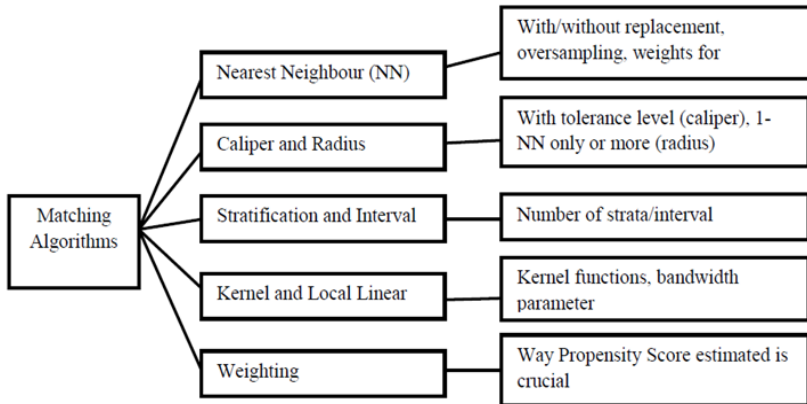 Matching
Algorithms
Nearest Neighbour (NN)
With/without replacement,
oversampling, weights for
Caliper and Radius
With tolerance level (caliper), 1-
NN only or more (radius)
Stratification and Interval
Number of strata/interval
Kernel and Local Linear
Kernel functions, bandwidth
parameter
Weighting
Way Propensity Score estimated is
crucial